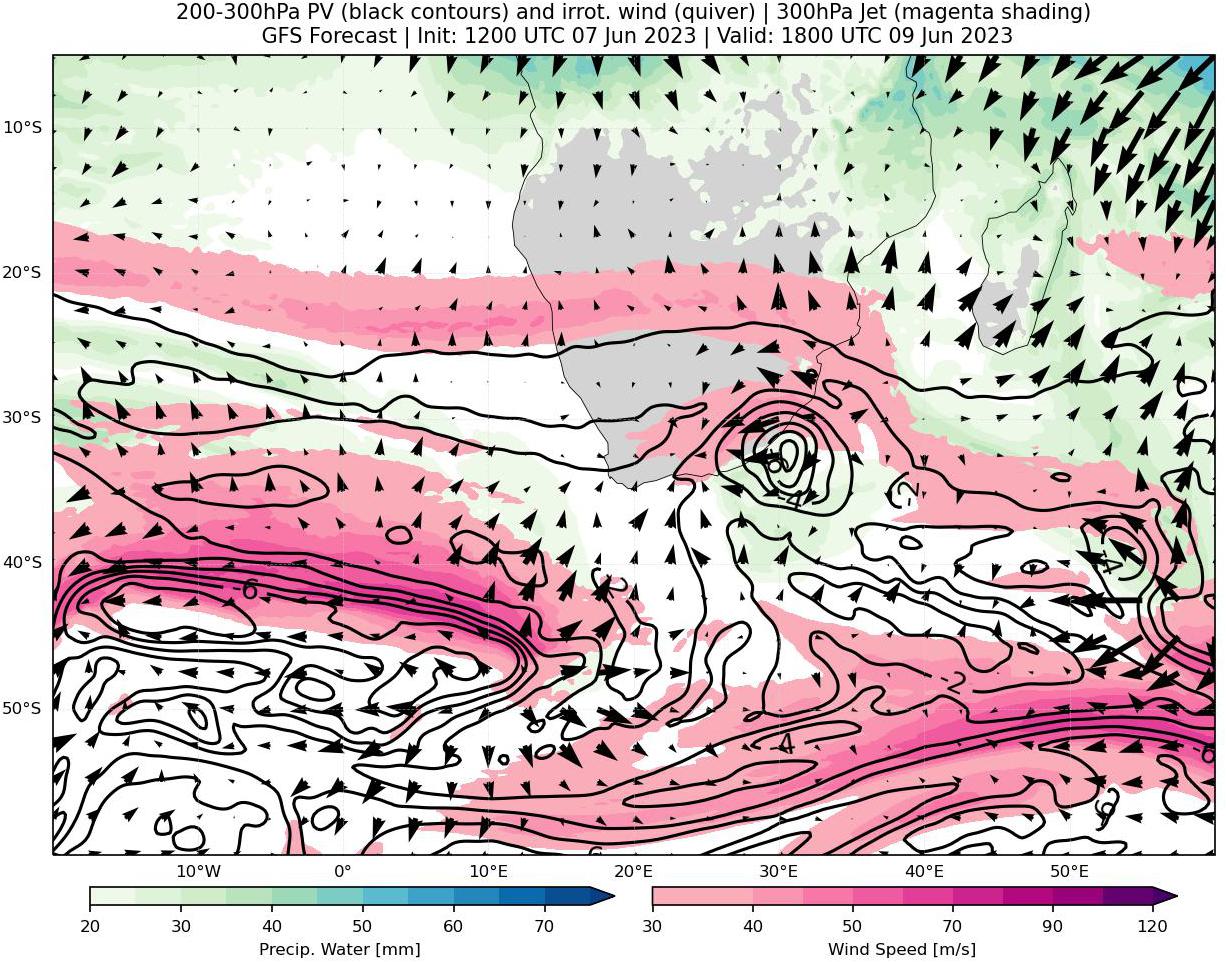 200-300hPa PV (black contours) and irrot. wind (quiver) | 300hPa Jet (magenta shading)
GFS Forecast | Init: 1200 UTC 07 Jun 2023 | Valid: 1800 UTC 09 Jun 2023
10°S
20°S
30°S
40°S
50°S
-6
-4
-2
-4
-6
10°W 0° 10°E 20°E 30°E 40°E 50°E
20 30 40 50 60 70
30 40 50 70 90 120
Precip. Water [mm] Wind Speed [m/s]